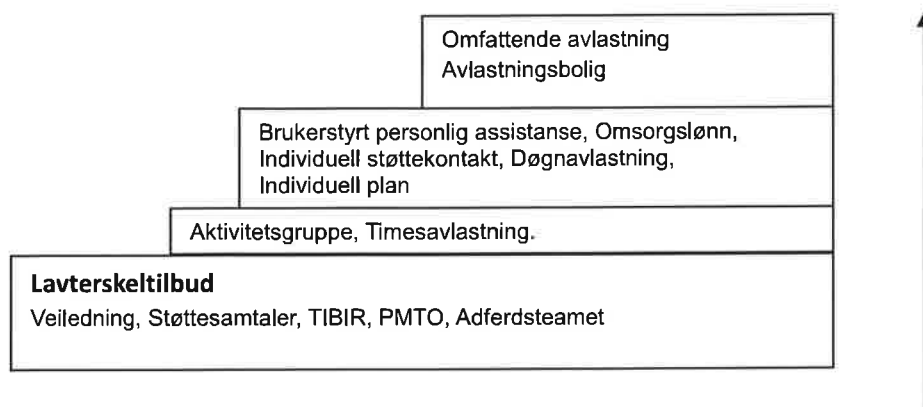 Omfattende avlastning
Avlastningsbolig
Brukerstyrt personlig assistanse, Omsorgslønn,
Individuell støttekontakt, Døgnavlastning,
Individuell plan
Aktivitetsgruppe, Timesavlastning.
Lavterskeltilbud
Veiledning, Støttesamtaler, TIBIR, PMTO, Adferdsteamet